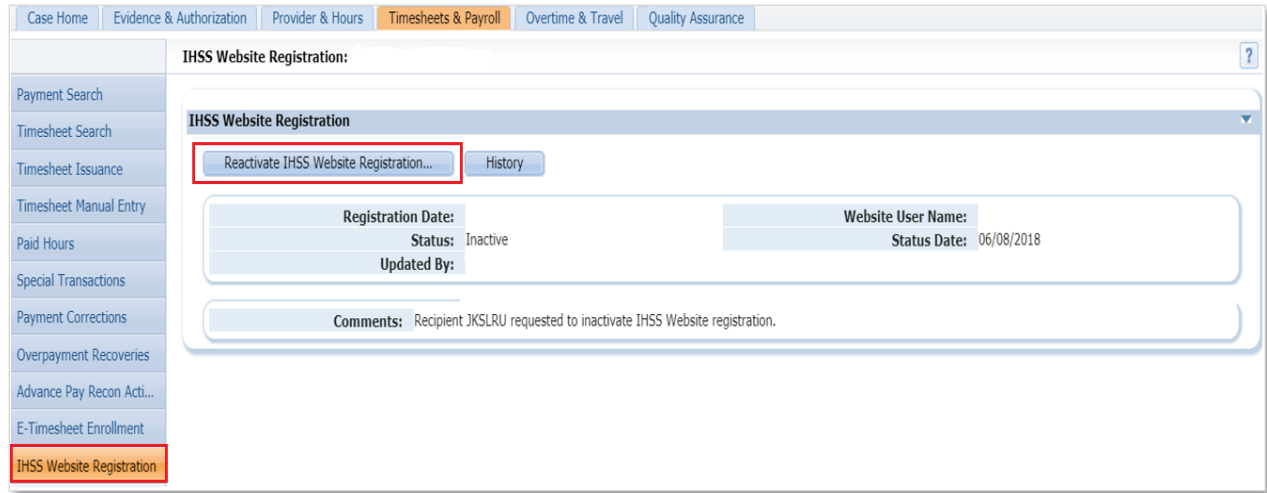 Case Home Evidence & Authorization Provider & Hours Timesheets & Payroll Overtime & Travel Quality Assurance
IHSS Website Registration:
?
Payment Search
Timesheet Search
Timesheet Issuance
Timesheet Manual Entry
Paid Hours
Special Transactions
Payment Corrections
Overpayment Recoveries
Advance Pay Recon Acti...
E-Timesheet Enrollment
IHSS Website Registration
IHSS Website Registration
Reactivate IHSS Website Registration... History
Registration Date: Website User Name:
Status: Inactive Status Date: 06/08/2018
Updated By:
Comments: Recipient JKSLRU requested to inactivate IHSS Website registration.